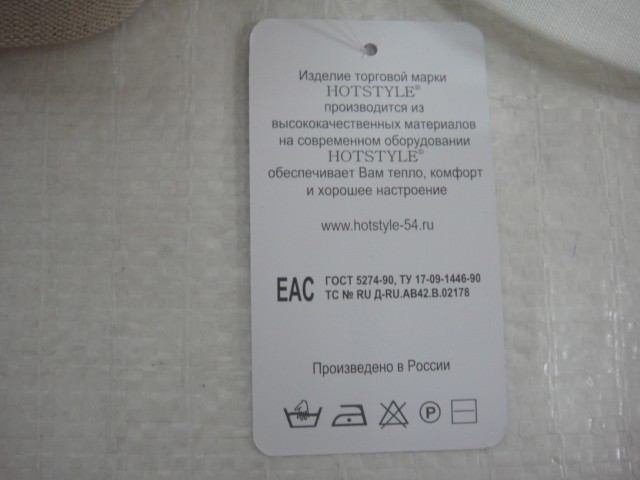 Изделие торговой марки
HOTSTYLE®
производится из
высококачественных материалов
на современном оборудовании
HOTSTYLE®
обеспечивает Вам тепло, комфорт
и хорошее настроение
www.hotstyle-54.ru
EAC ГОСТ 5274-90, ТУ 17-09-1446-90
ТС № RU Д-RU.АВ42.В.02178
Произведено в России
P